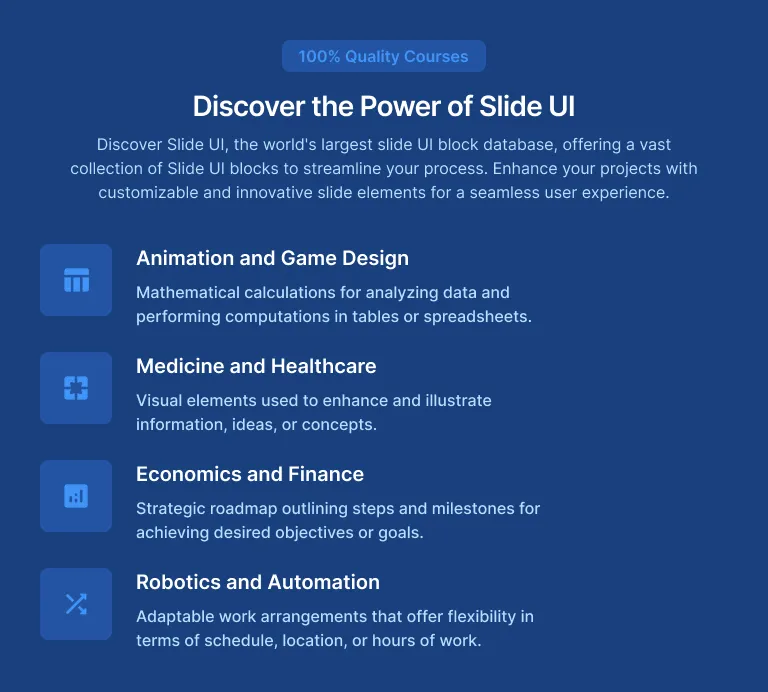 100% Quality Courses
Discover the Power of Slide UI
Discover Slide UI, the world's largest slide UI block database, offering a vast
collection of Slide UI blocks to streamline your process. Enhance your projects with
customizable and innovative slide elements for a seamless user experience.
Animation and Game Design
Mathematical calculations for analyzing data and
performing computations in tables or spreadsheets.
Medicine and Healthcare
Visual elements used to enhance and illustrate
information, ideas, or concepts.
Economics and Finance
Strategic roadmap outlining steps and milestones for
achieving desired objectives or goals.
Robotics and Automation
Adaptable work arrangements that offer flexibility in
terms of schedule, location, or hours of work.